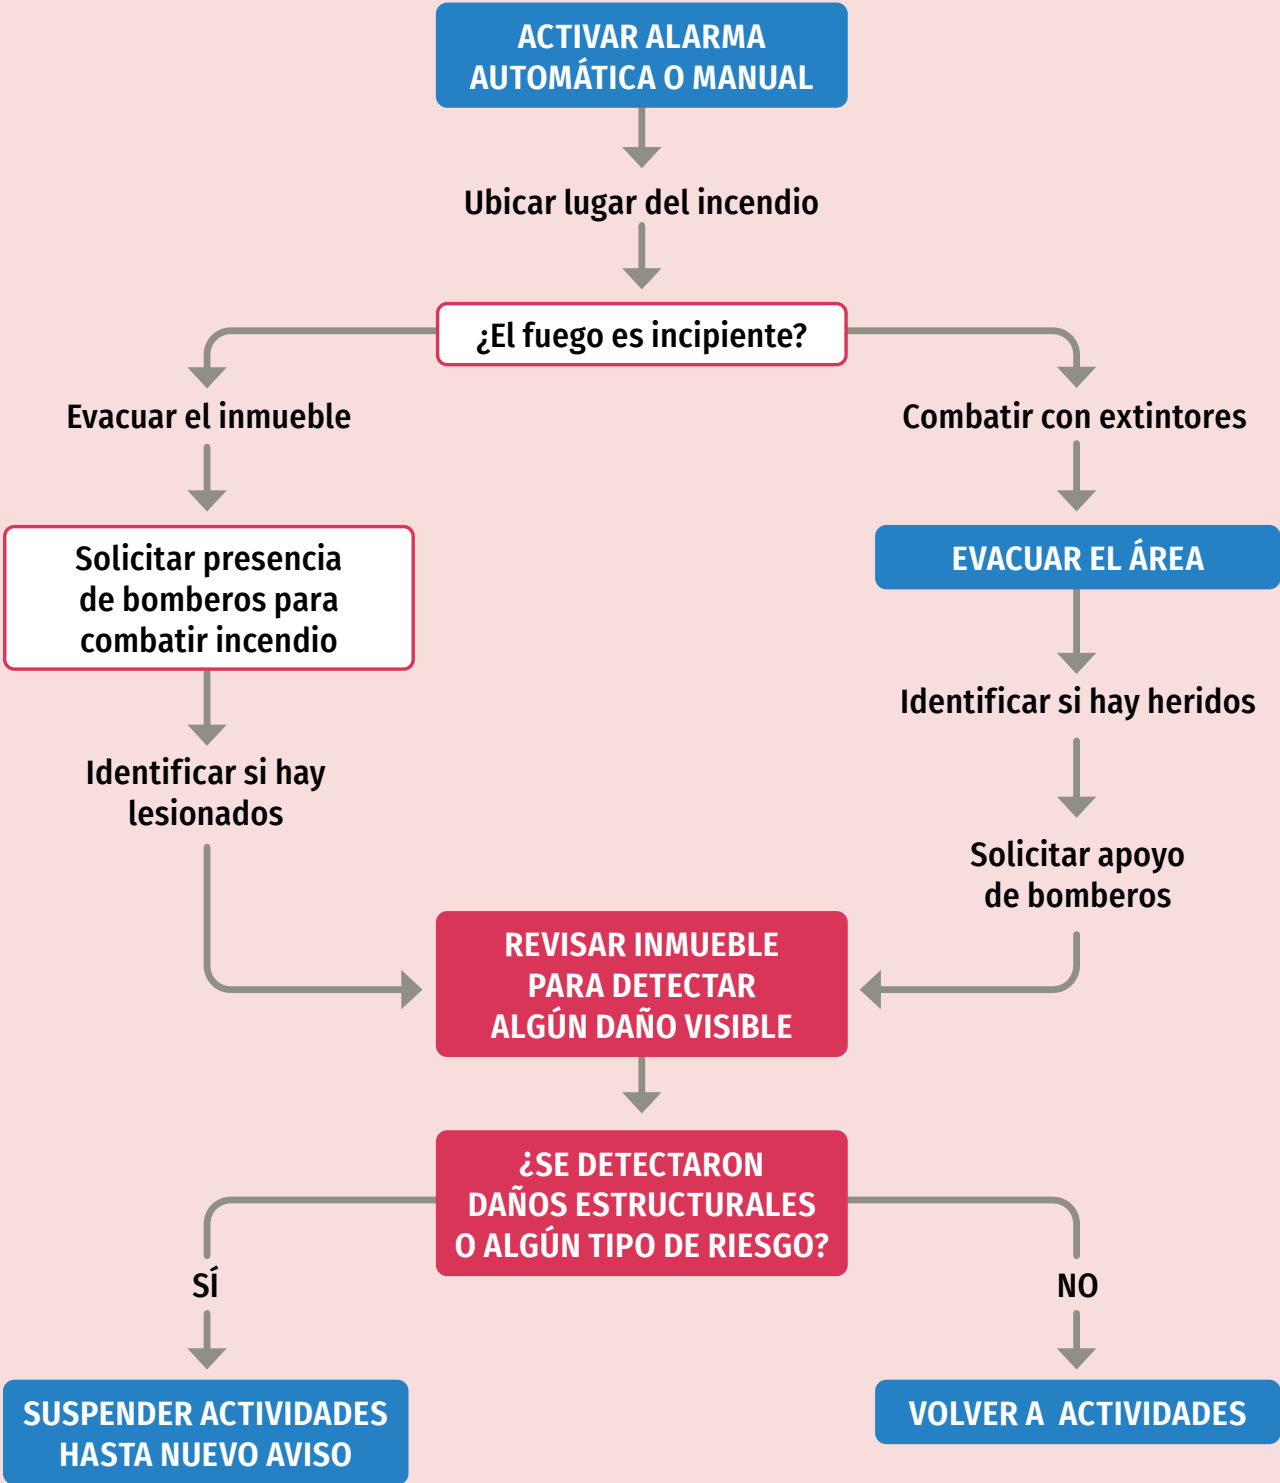 ACTIVAR ALARMA
AUTOMÁTICA O MANUAL
Ubicar lugar del incendio
¿El fuego es incipiente?
Evacuar el inmueble
Combatir con extintores
Solicitar presencia
de bomberos para
combatir incendio
EVACUAR EL ÁREA
Identificar si hay heridos
Identificar si hay
lesionados
Solicitar apoyo
de bomberos
REVISAR INMUEBLE
PARA DETECTAR
ALGÚN DAÑO VISIBLE
¿SE DETECTARON
DAÑOS ESTRUCTURALES
O ALGÚN TIPO DE RIESGO?
SÍ
NO
SUSPENDER ACTIVIDADES
HASTA NUEVO AVISO
VOLVER A ACTIVIDADES